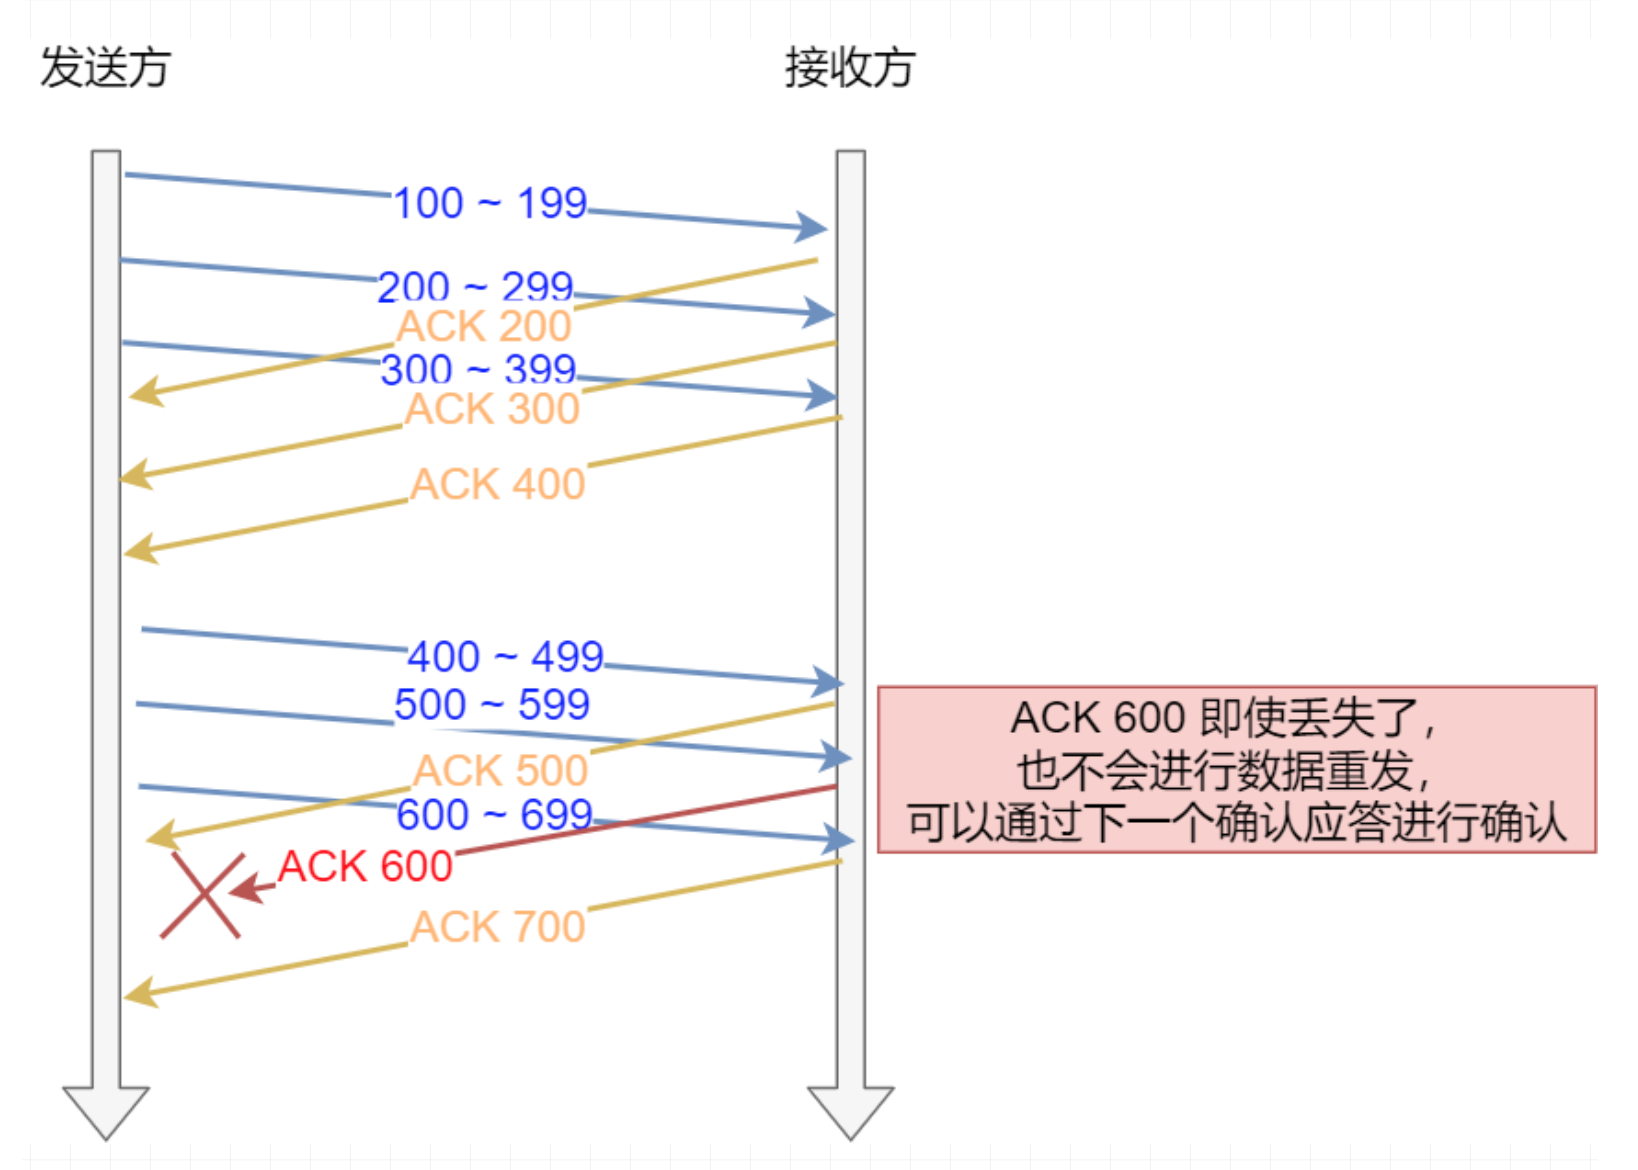 发送方
接收方
100 ~ 199
200 ~ 299
ACK 200
300 ~ 399
ACK 300
ACK 400
400 ~ 499
500 ~ 599
ACK 500
600 ~ 699
ACK 600
ACK 700
ACK 600 即使丢失了，
也不会进行数据重发，
可以通过下一个确认应答进行确认